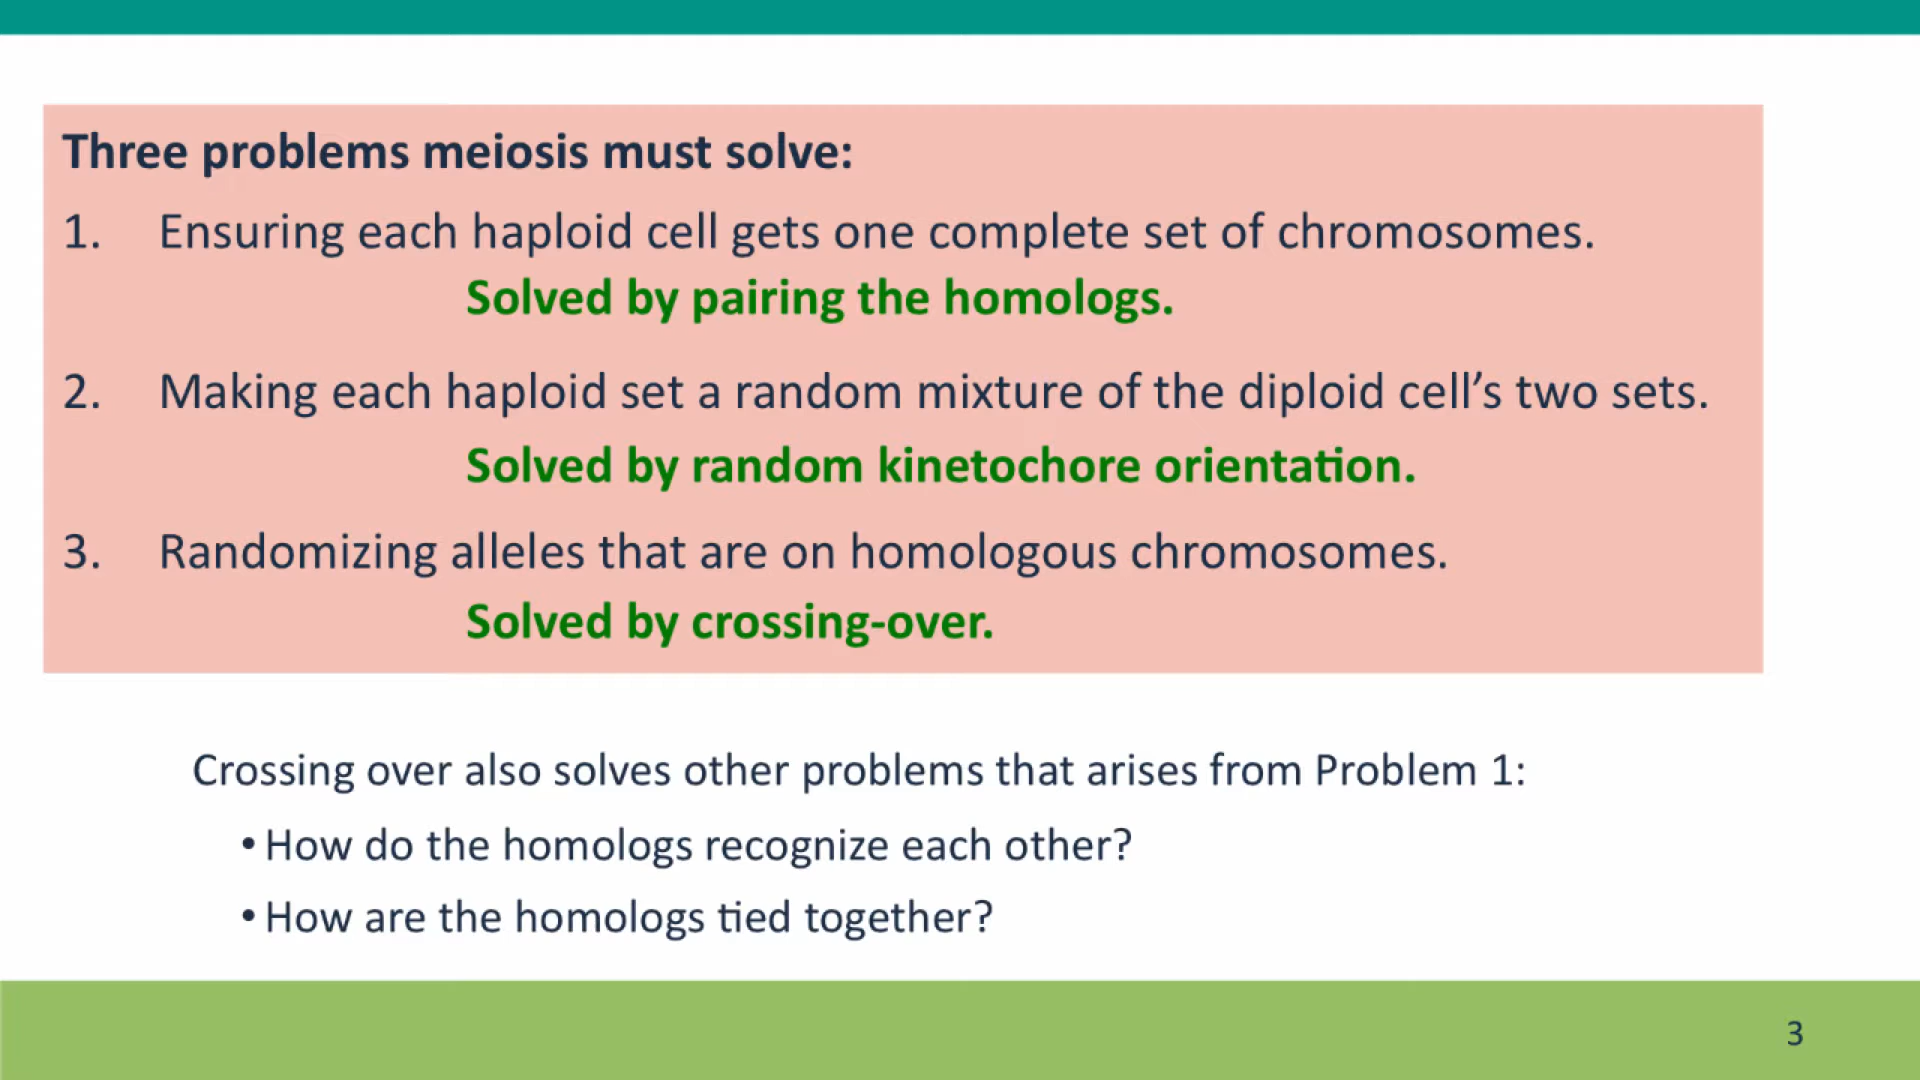 Three problems meiosis must solve:
1. Ensuring each haploid cell gets one complete set of chromosomes.
Solved by pairing the homologs.
2. Making each haploid set a random mixture of the diploid cell’s two sets.
Solved by random kinetochore orientation.
3. Randomizing alleles that are on homologous chromosomes.
Solved by crossing-over.
Crossing over also solves other problems that arises from Problem 1:
• How do the homologs recognize each other?
• How are the homologs tied together?
3